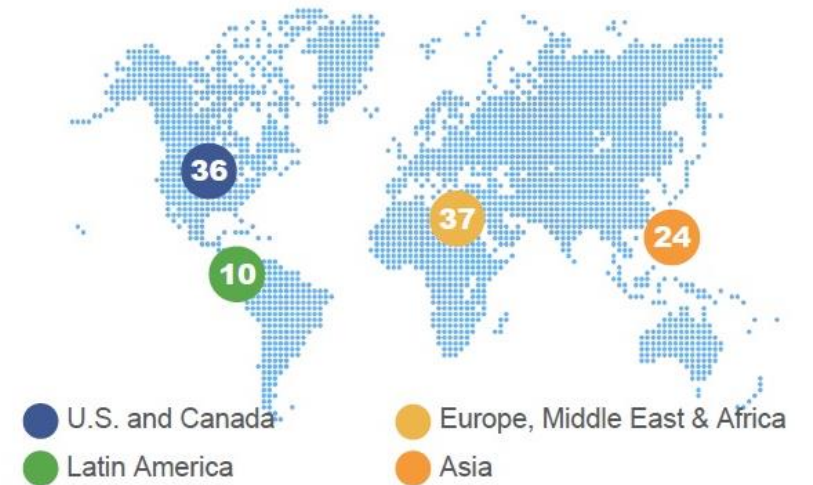 36
37
24
10
U.S. and Canada
Europe, Middle East & Africa
Latin America
Asia